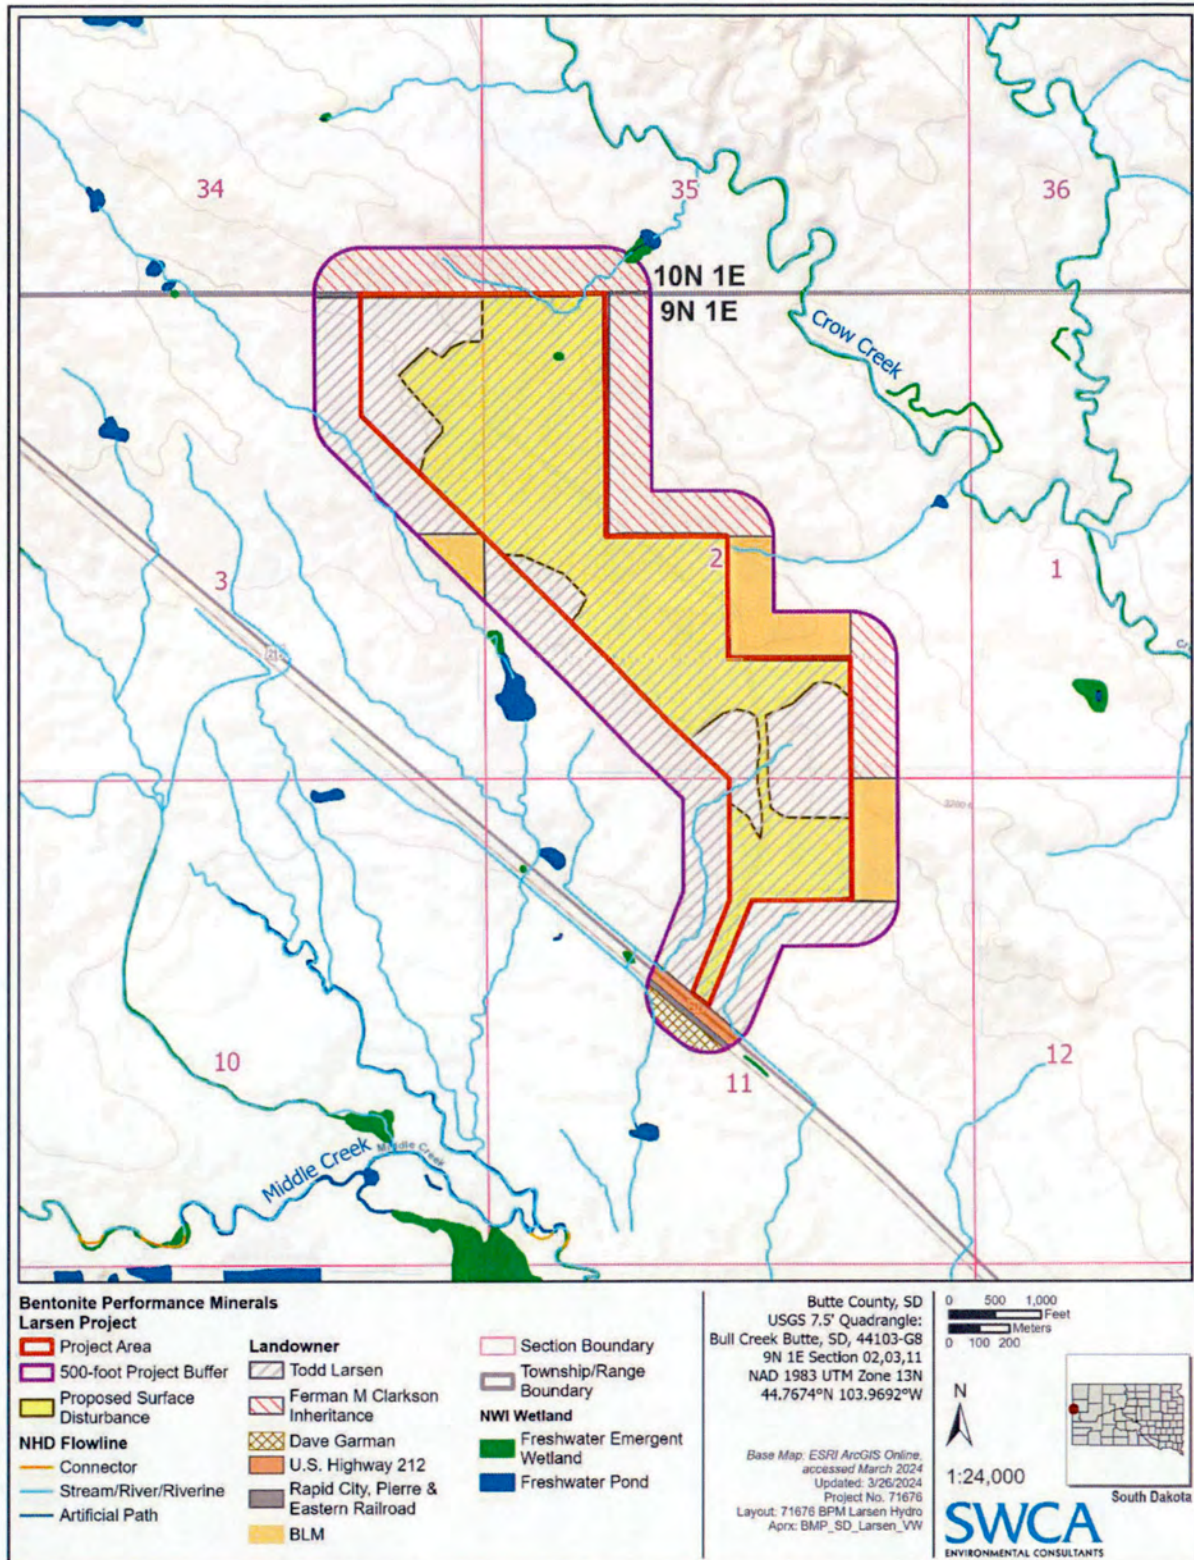 34
35
36
10N 1E
9N 1E
Crow Creek
3
2
1
212
3200 ft
10
11
12
Middle Creek
Middle Creek
Bentonite Performance Minerals
Larsen Project
Project Area
500-foot Project Buffer
Proposed Surface
Disturbance
NHD Flowline
Connector
Stream/River/Riverine
Artificial Path
Landowner
Todd Larsen
Ferman M Clarkson
Inheritance
Dave Garman
U.S. Highway 212
Rapid City, Pierre &
Eastern Railroad
BLM
Section Boundary
Township/Range
Boundary
NWI Wetland
Freshwater Emergent
Wetland
Freshwater Pond
Butte County, SD
USGS 7.5' Quadrangle:
Bull Creek Butte, SD, 44103-G8
9N 1E Section 02,03,11
NAD 1983 UTM Zone 13N
44.7674°N 103.9692°W
Base Map: ESRI ArcGIS Online,
accessed March 2024
Updated: 3/26/2024
Project No. 71676
Layout: 71676 BPM Larsen Hydro
Aprx: BMP_SD_Larsen_VW
0 500 1,000
Feet
Meters
0 100 200
N
1:24,000
South Dakota
SWCA
ENVIRONMENTAL CONSULTANTS